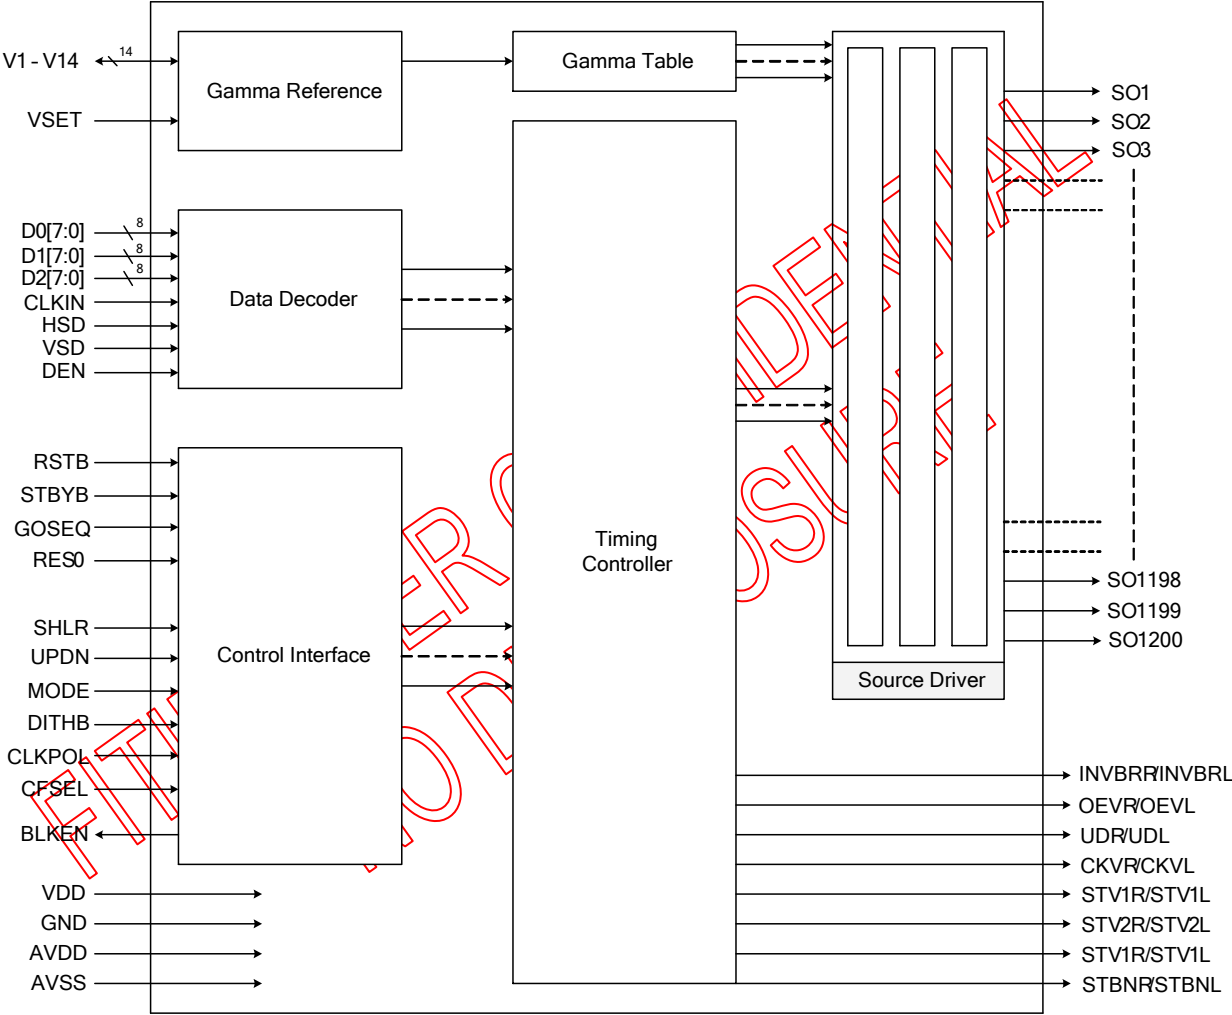 V1 - V14
14
VSET
Gamma Reference
Gamma Table
D0[7:0]
8
D1[7:0]
8
D2[7:0]
8
CLKIN
HSD
VSD
DEN
Data Decoder
RSTB
STBYB
GOSEQ
RES0
SHLR
UPDN
MODE
DITHB
CLKPOL
CFSEL
BLKEN
Control Interface
VDD
GND
AVDD
AVSS
Timing
Controller
Source Driver
SO1
SO2
SO3
SO1198
SO1199
SO1200
INVBRR/INVBRL
OEVR/OEVL
UDR/UDL
CKVR/CKVL
STV1R/STV1L
STV2R/STV2L
STV1R/STV1L
STBNR/STBNL